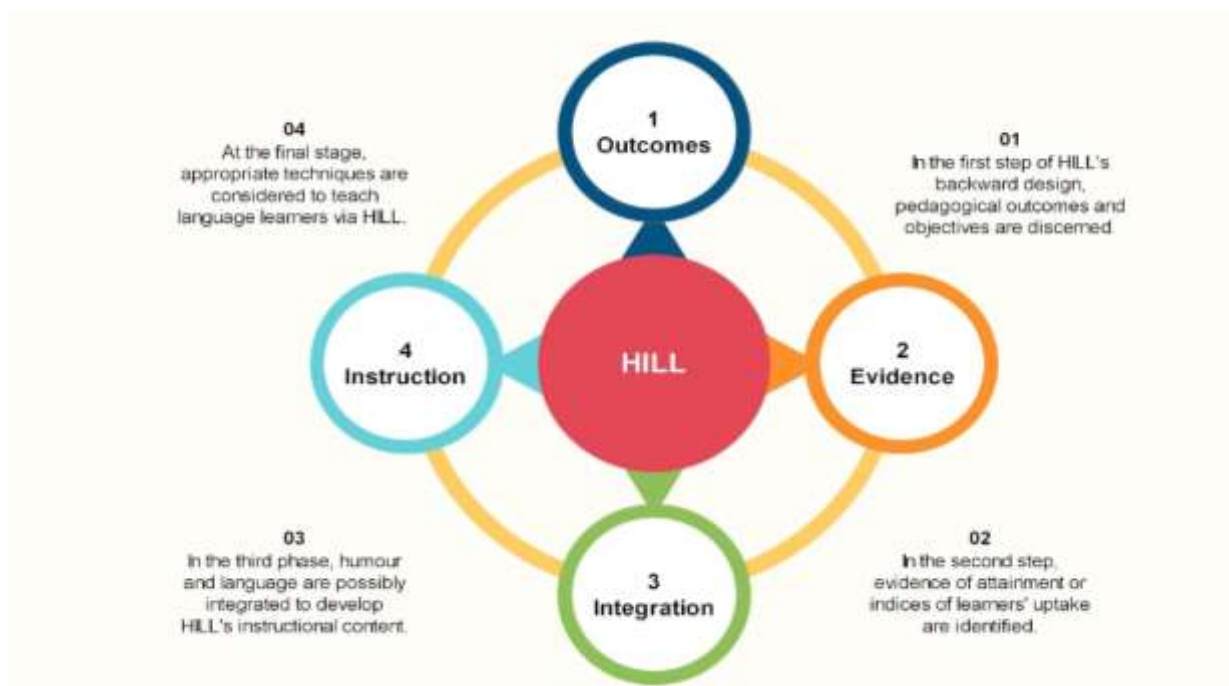 1
Outcomes
01
In the first step of HILL's
backward design,
pedagogical outcomes and
objectives are discerned
2
Evidence
02
In the second step,
evidence of attainment or
indices of learners' uptake
are identified.
3
Integration
03
In the third phase, humour
and language are possibly
integrated to develop
HILL's instructional content.
4
Instruction
04
At the final stage,
appropriate techniques are
considered to teach
language learners via HILL.
HILL